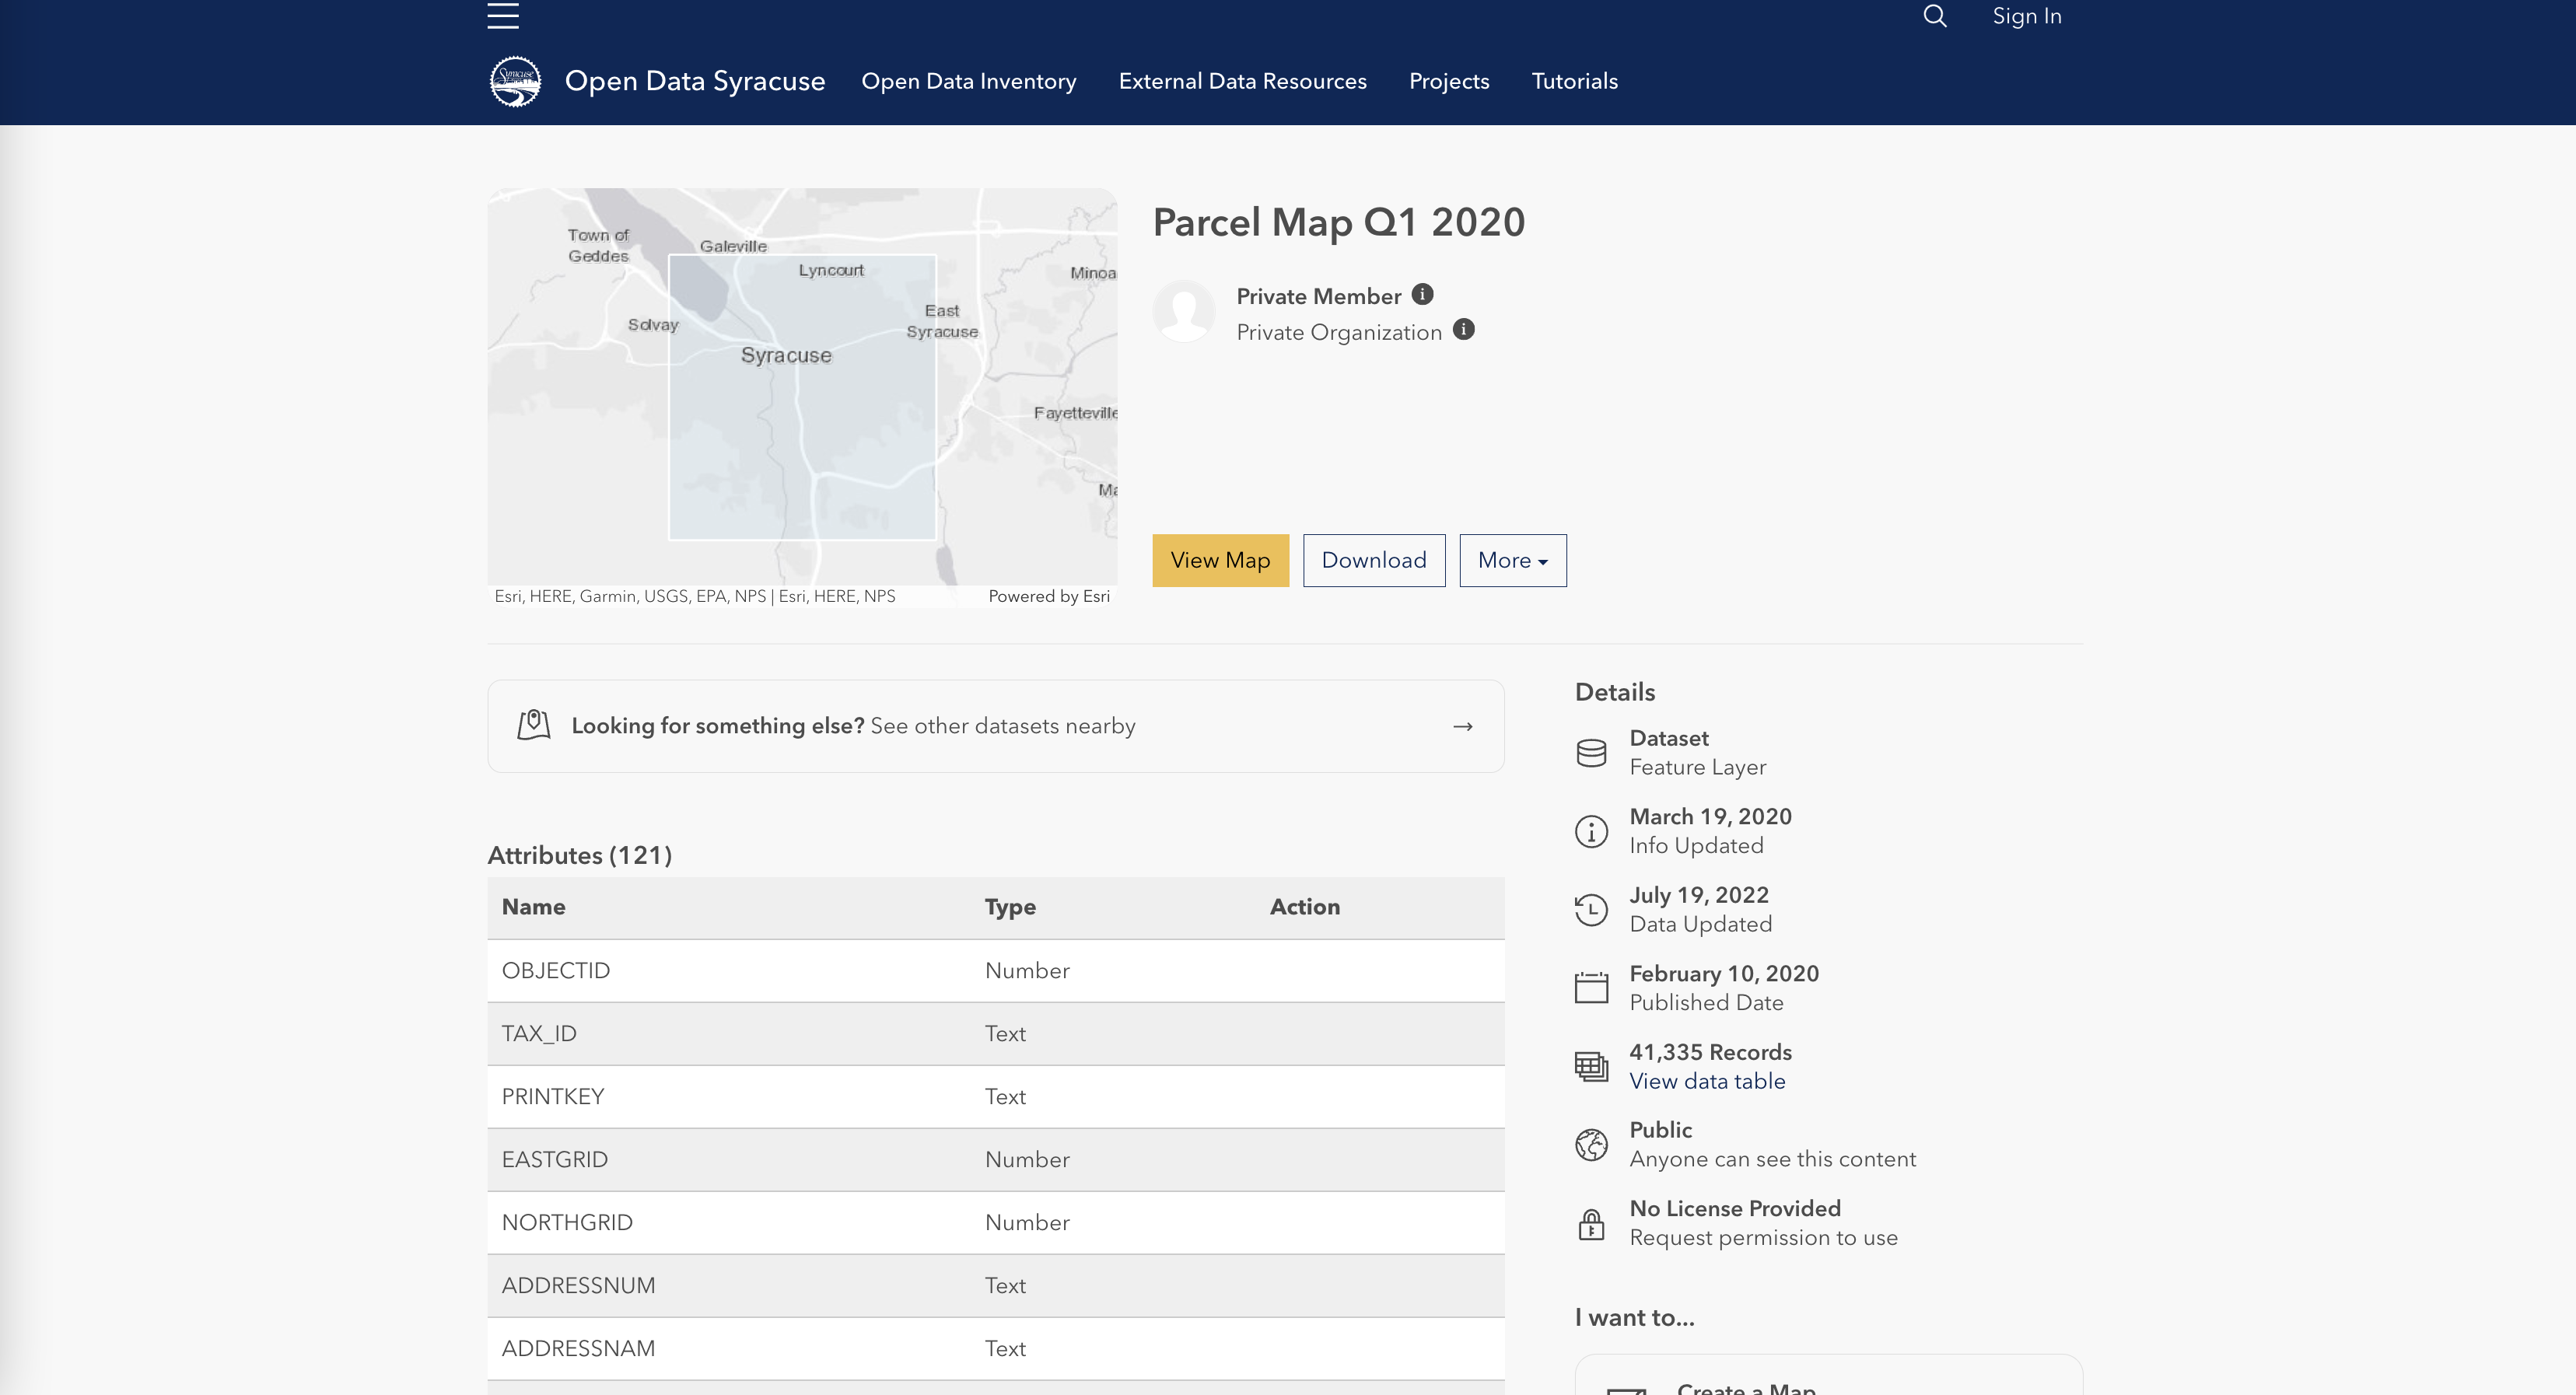 Sign In
Syracuse
Open Data Syracuse
Open Data Inventory
External Data Resources
Projects
Tutorials
Town of
Geddes
Galeville
Lyncourt
Minoa
Solvay
East
Syracuse
Syracuse
Fayetteville
Ma
Esri, HERE, Garmin, USGS, EPA, NPS | Esri, HERE, NPS
Powered by Esri
Parcel Map Q1 2020
Private Member
Private Organization
View Map
Download
More
Looking for something else? See other datasets nearby
Attributes (121)
Name Type Action
OBJECTID Number
TAX_ID Text
PRINTKEY Text
EASTGRID Number
NORTHGRID Number
ADDRESSNUM Text
ADDRESSNAM Text
Details
Dataset
Feature Layer
March 19, 2020
Info Updated
July 19, 2022
Data Updated
February 10, 2020
Published Date
41,335 Records
View data table
Public
Anyone can see this content
No License Provided
Request permission to use
I want to...
Create a Map